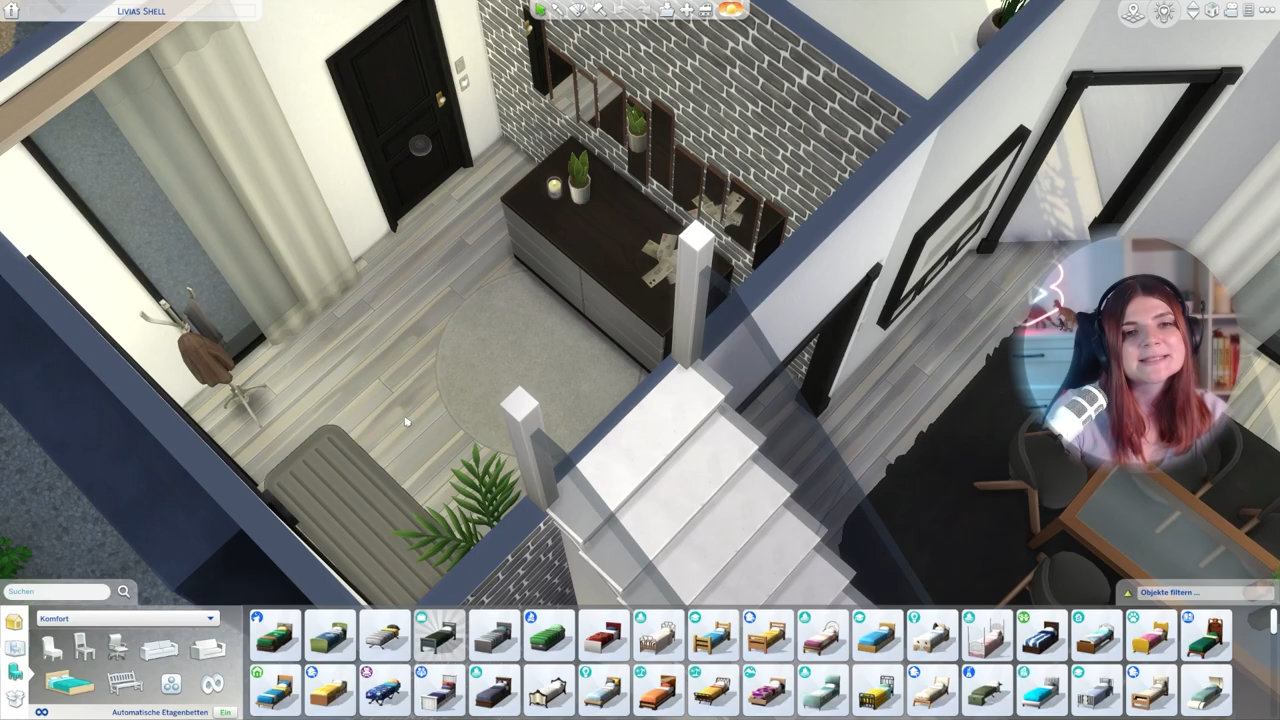 LIVIAS SHELL
Suchen
Objekte filtern ...
Komfort
Automatische Etagenbetten
Ein